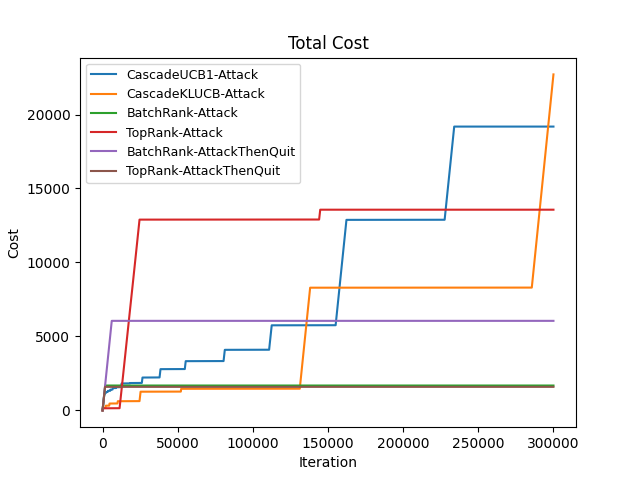 Total Cost
CascadeUCB1-Attack
CascadeKLUCB-Attack
BatchRank-Attack
TopRank-Attack
BatchRank-AttackThenQuit
TopRank-AttackThenQuit
Cost
20000
15000
10000
5000
0
0 50000 100000 150000 200000 250000 300000
Iteration